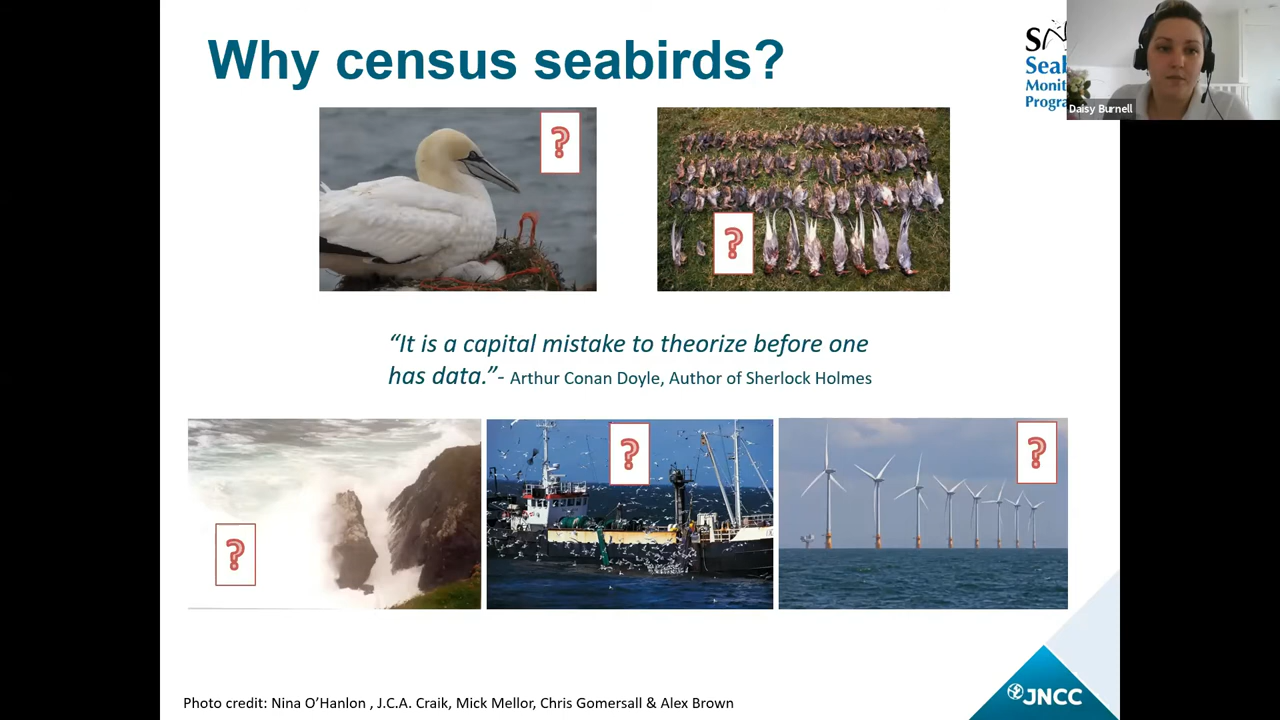 Why census seabirds?
Seab
Monit
Progra
Daisy Burnell
?
?
“It is a capital mistake to theorize before one
has data.”- Arthur Conan Doyle, Author of Sherlock Holmes
?
?
?
Photo credit: Nina O’Hanlon , J.C.A. Craik, Mick Mellor, Chris Gomersall & Alex Brown
JNCC